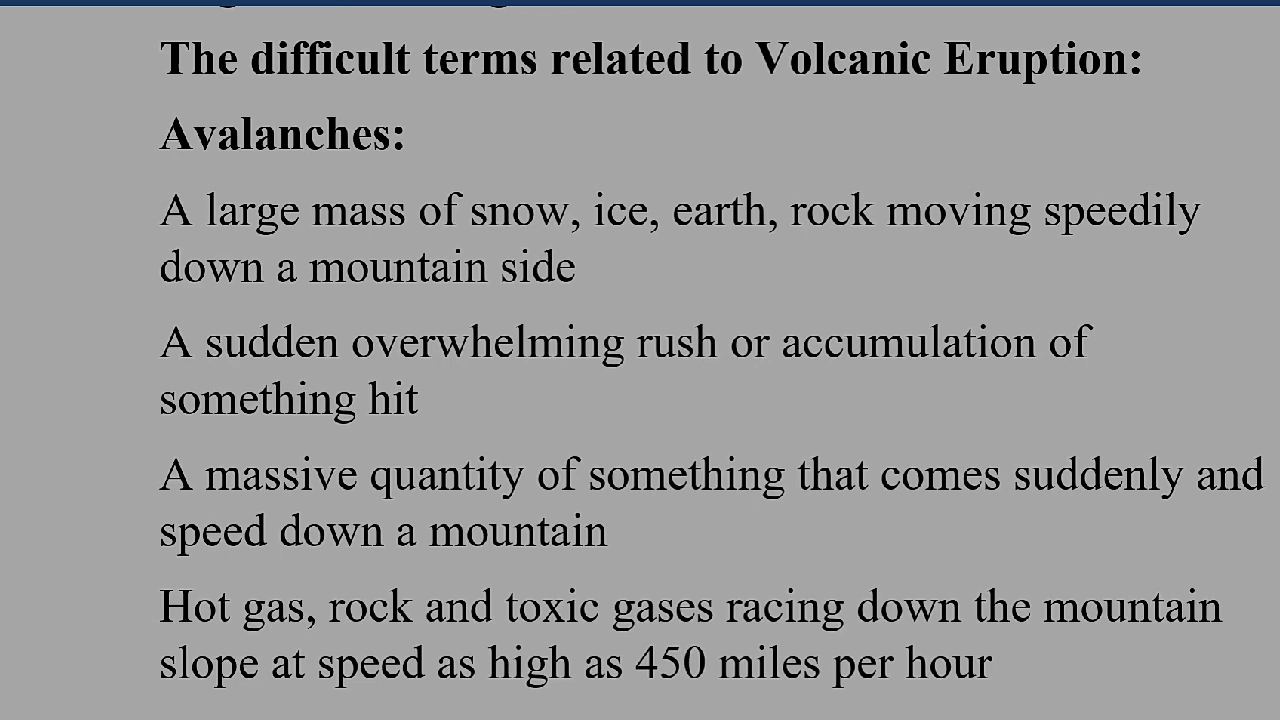 The difficult terms related to Volcanic Eruption:
Avalanches:
A large mass of snow, ice, earth, rock moving speedily
down a mountain side
A sudden overwhelming rush or accumulation of
something hit
A massive quantity of something that comes suddenly and
speed down a mountain
Hot gas, rock and toxic gases racing down the mountain
slope at speed as high as 450 miles per hour